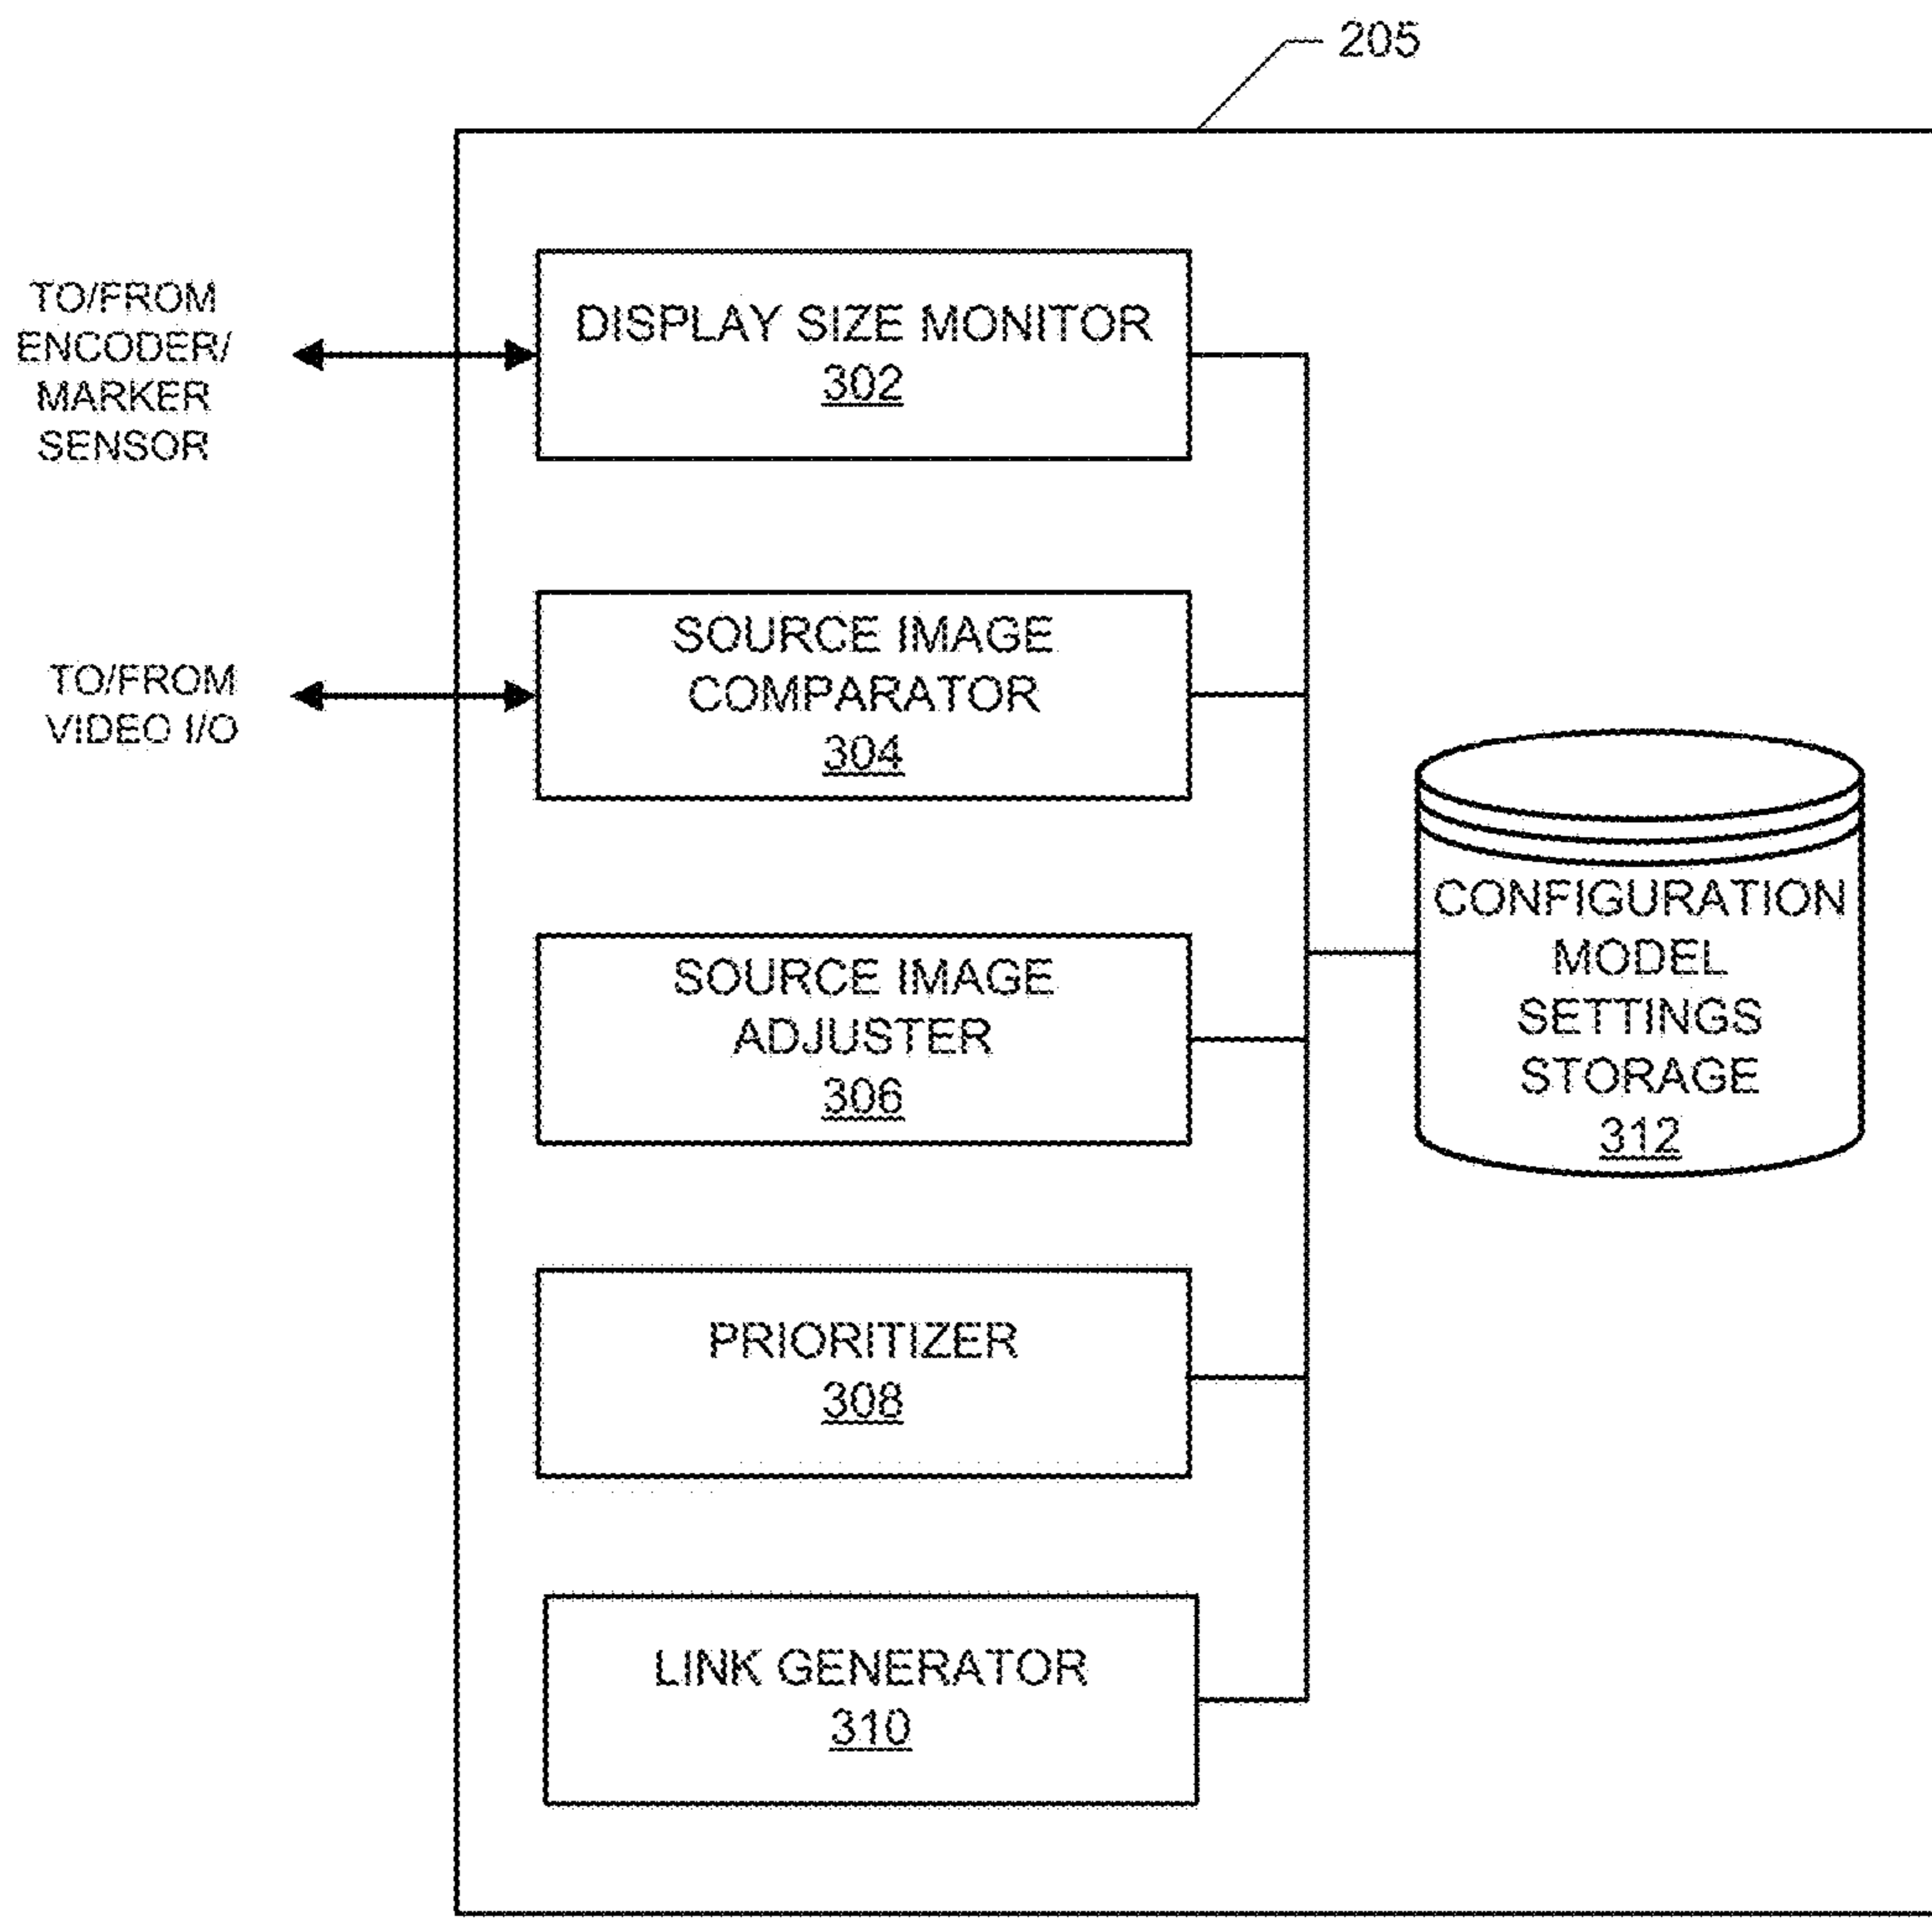 205
TO/FROM
ENCODER/
MARKER
SENSOR
DISPLAY SIZE MONITOR
302
TO/FROM
VIDEO I/O
SOURCE IMAGE
COMPARATOR
304
SOURCE IMAGE
ADJUSTER
306
PRIORITIZER
308
LINK GENERATOR
310
CONFIGURATION
MODEL
SETTINGS
STORAGE
312